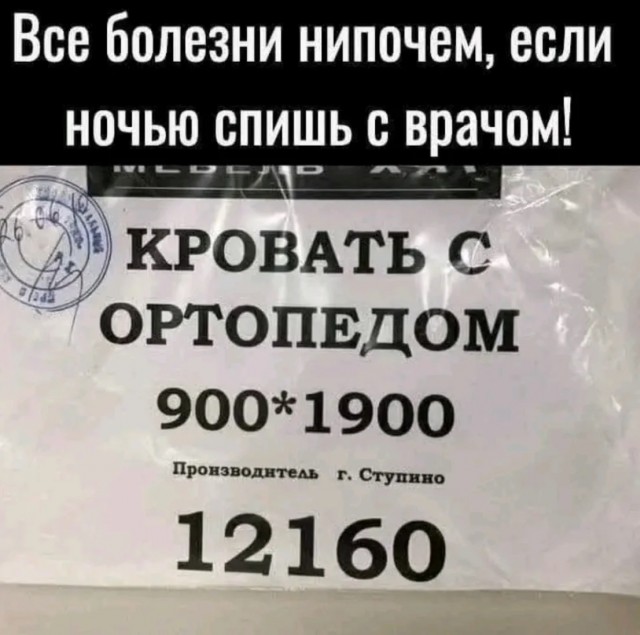 Все болезни нипочем, если
ночью спишь с врачом!
КРОВАТЬ С
ОРТОПЕДОМ
900*1900
Производитель г. Ступино
12160